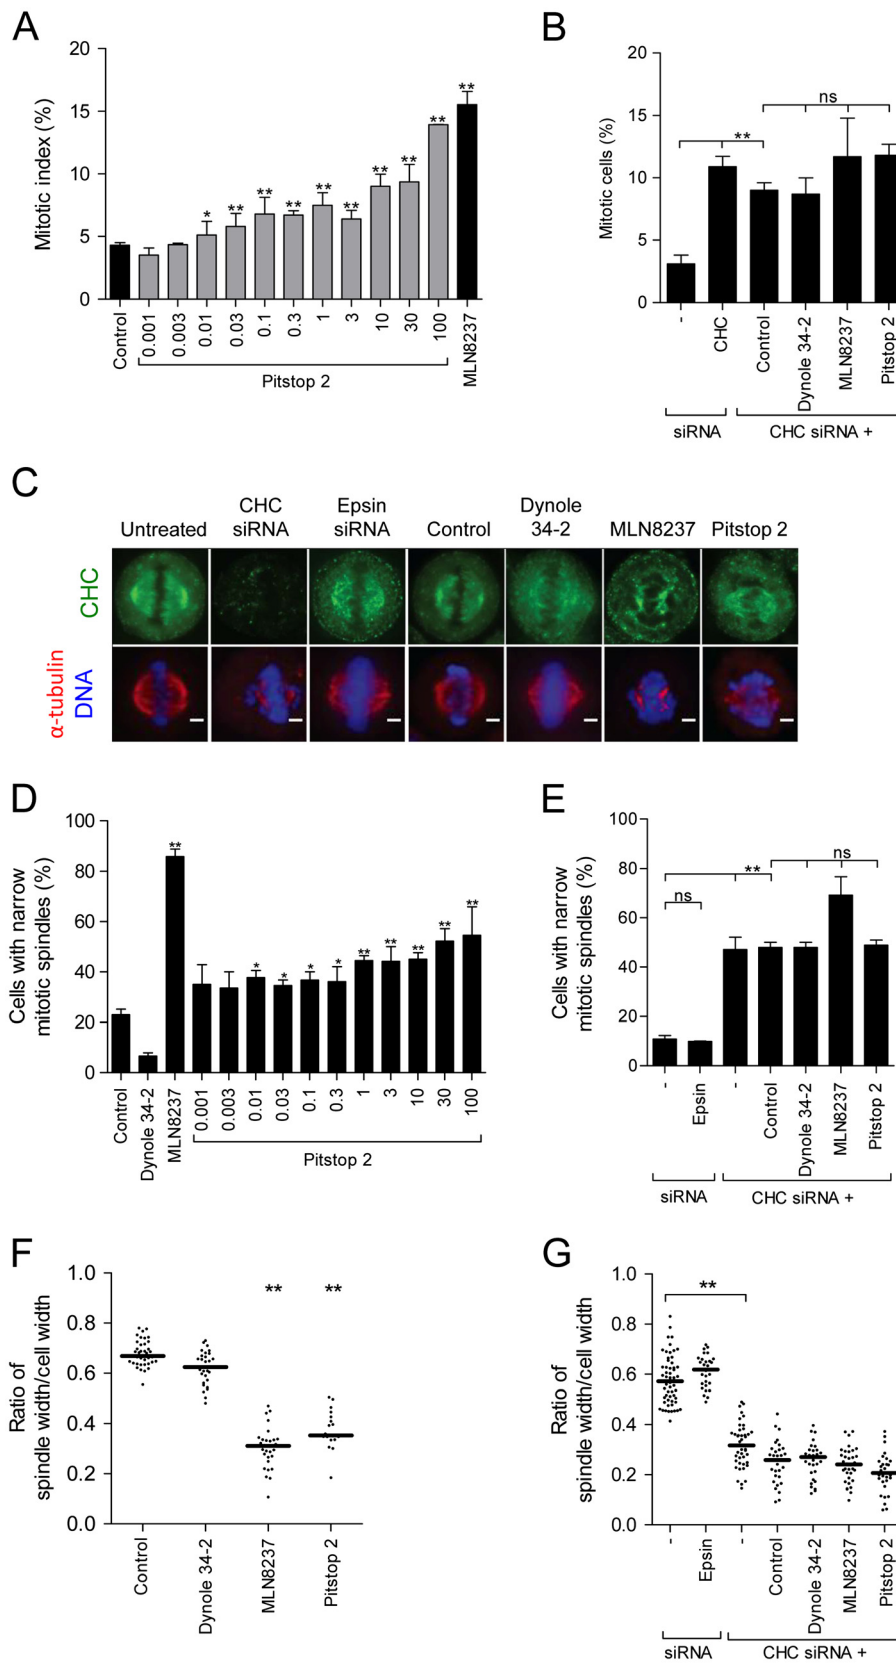 A
Mitotic index (%)
20
15
10
5
0
**
**
*
**
**
**
**
**
**
**
Control
0.001
0.003
0.01
0.03
0.1
0.3
1
3
10
30
100
MLN8237
Pitstop 2
B
Mitotic cells (%)
20
15
10
5
0
ns
**
-
CHC
Control
Dynole 34-2
MLN8237
Pitstop 2
siRNA
CHC siRNA +
C
Untreated
CHC siRNA
Epsin siRNA
Control
Dynole 34-2
MLN8237
Pitstop 2
CHC
α-tubulin
DNA
D
Cells with narrow
mitotic spindles (%)
100
80
60
40
20
0
**
*
*
*
*
**
**
**
**
**
Control
Dynole 34-2
MLN8237
0.001
0.003
0.01
0.03
0.1
0.3
1
3
10
30
100
Pitstop 2
E
Cells with narrow
mitotic spindles (%)
100
80
60
40
20
0
ns
**
ns
-
Epsin
-
Control
Dynole 34-2
MLN8237
Pitstop 2
siRNA
CHC siRNA +
F
Ratio of
spindle width/cell width
1.0
0.8
0.6
0.4
0.2
0.0
**
**
Control
Dynole 34-2
MLN8237
Pitstop 2
G
Ratio of
spindle width/cell width
1.0
0.8
0.6
0.4
0.2
0.0
**
-
Epsin
-
Control
Dynole 34-2
MLN8237
Pitstop 2
siRNA
CHC siRNA +